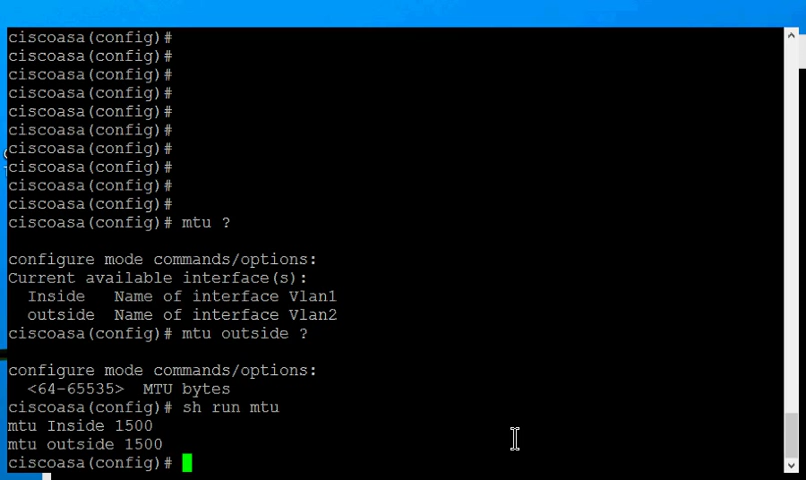 ciscoasa(config)#
ciscoasa(config)#
ciscoasa(config)#
ciscoasa(config)#
ciscoasa(config)#
ciscoasa(config)#
ciscoasa(config)#
ciscoasa(config)#
ciscoasa(config)#
ciscoasa(config)#
ciscoasa(config)# mtu ?
configure mode commands/options:
Current available interface(s):
Inside Name of interface Vlan1
outside Name of interface Vlan2
ciscoasa(config)# mtu outside ?
configure mode commands/options:
<64-65535> MTU bytes
ciscoasa(config)# sh run mtu
mtu Inside 1500
mtu outside 1500
ciscoasa(config)#